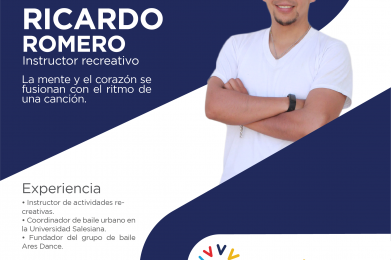 RICARDO
ROMERO
Instructor recreativo
La mente y el corazón se
fusionan con el ritmo de
una canción.
Experiencia
• Instructor de actividades re-
creativas.
• Coordinador de baile urbano en
la Universidad Salesiana.
• Fundador del grupo de baile
Ares Dance.